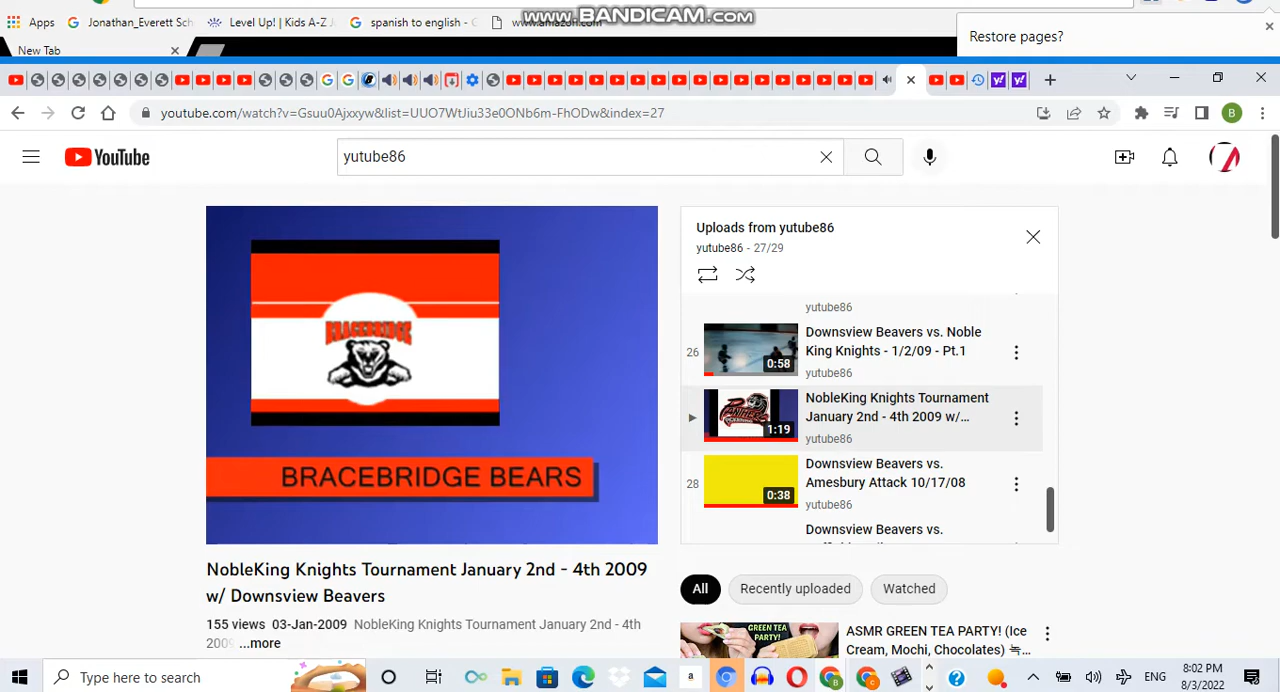 www.BANDICAM.com
Apps
Jonathan_Everett Sch
Level Up! | Kids A-Z
spanish to english -
www.amazon.com
Restore pages?
New Tab
youtube.com/watch?v=Gsuu0Ajxxyw&list=UUO7WtJiu33e0ONb6m-FhODw&index=27
B
YouTube
yutube86
Uploads from yutube86
yutube86 - 27/29
BRACEBRIDGE
BRACEBRIDGE BEARS
yutube86
26
0:58
Downsview Beavers vs. Noble
King Knights - 1/2/09 - Pt.1
yutube86
PANTHERS
1:19
NobleKing Knights Tournament
January 2nd - 4th 2009 w/...
yutube86
28
0:38
Downsview Beavers vs.
Amesbury Attack 10/17/08
yutube86
Downsview Beavers vs.
NobleKing Knights Tournament January 2nd - 4th 2009
w/ Downsview Beavers
155 views 03-Jan-2009 NobleKing Knights Tournament January 2nd - 4th
2009 ...more
All
Recently uploaded
Watched
GREEN TEA
PARTY!
ASMR GREEN TEA PARTY! (Ice
Cream, Mochi, Chocolates) 녹...
Type here to search
ENG
8:02 PM
8/3/2022